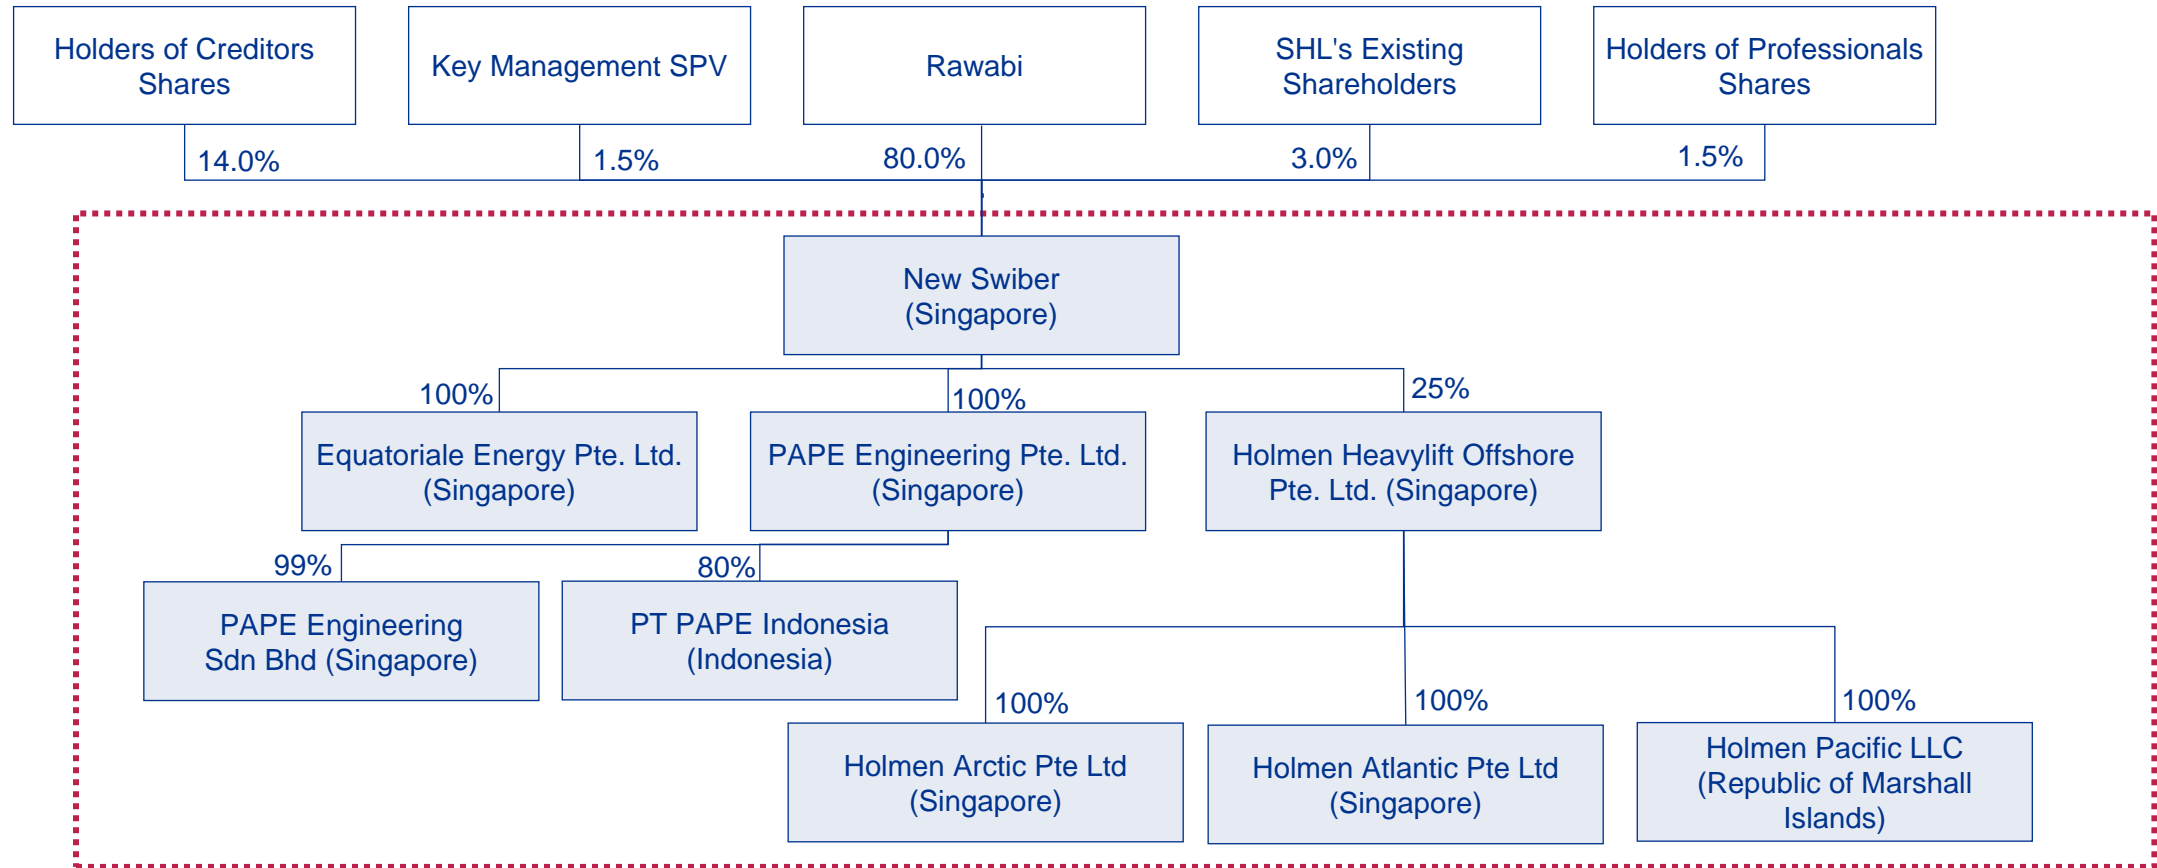 Holders of Creditors
Shares
Key Management SPV
Rawabi
SHL's Existing
Shareholders
Holders of Professionals
Shares
14.0%
1.5%
80.0%
3.0%
1.5%
New Swiber
(Singapore)
100%
100%
25%
Equatoriale Energy Pte. Ltd.
(Singapore)
PAPE Engineering Pte. Ltd.
(Singapore)
Holmen Heavylift Offshore
Pte. Ltd. (Singapore)
99%
80%
PAPE Engineering
Sdn Bhd (Singapore)
PT PAPE Indonesia
(Indonesia)
100%
100%
100%
Holmen Arctic Pte Ltd
(Singapore)
Holmen Atlantic Pte Ltd
(Singapore)
Holmen Pacific LLC
(Republic of Marshall
Islands)